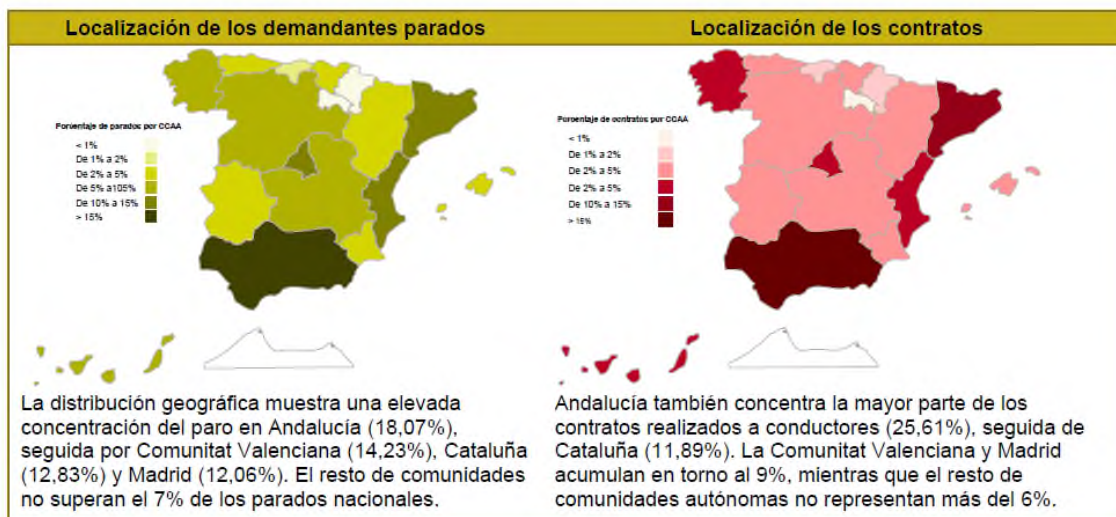 Localización de los demandantes parados
Localización de los contratos
Porcentaje de parados por CCAA
< 1%
De 1% a 2%
De 2% a 5%
De 5% a105%
De 10% a 15%
> 15%
Porcentaje de contratos por CCAA
< 1%
De 1% a 2%
De 2% a 5%
De 2% a 5%
De 10% a 15%
> 15%
La distribución geográfica muestra una elevada
concentración del paro en Andalucía (18,07%),
seguida por Comunitat Valenciana (14,23%), Cataluña
(12,83%) y Madrid (12,06%). El resto de comunidades
no superan el 7% de los parados nacionales.
Andalucía también concentra la mayor parte de los
contratos realizados a conductores (25,61%), seguida de
Cataluña (11,89%). La Comunitat Valenciana y Madrid
acumulan en torno al 9%, mientras que el resto de
comunidades autónomas no representan más del 6%.